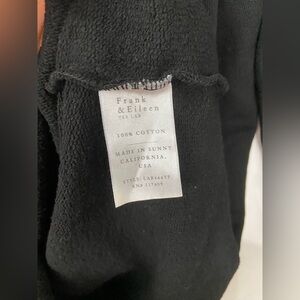 Frank
& Eileen
TEE LAB
100% COTTON
MADE IN SUNNY
CALIFORNIA,
USA